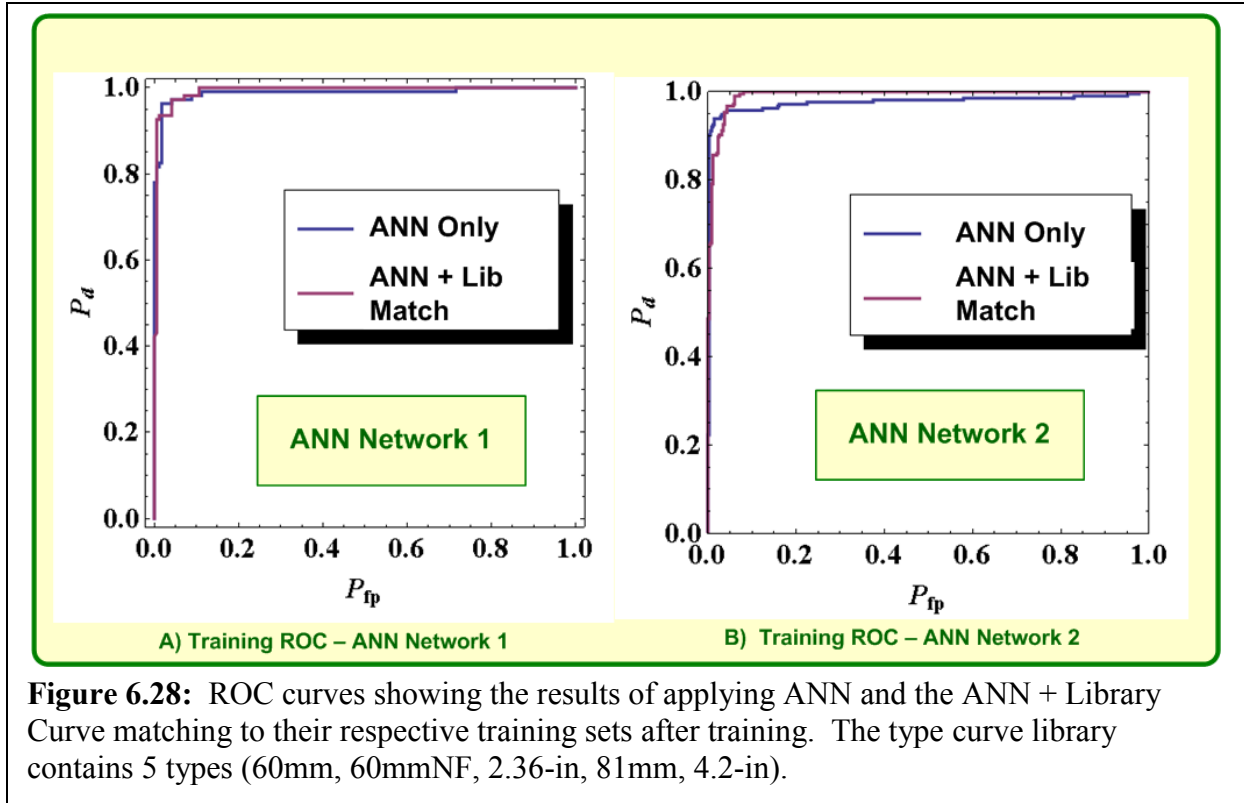 1.0
0.8
0.6
0.4
0.2
0.0
P_d
0.0 0.2 0.4 0.6 0.8 1.0
P_fp
ANN Only
ANN + Lib
Match
ANN Network 1
A) Training ROC – ANN Network 1
1.0
0.8
0.6
0.4
0.2
0.0
P_d
0.0 0.2 0.4 0.6 0.8 1.0
P_fp
ANN Only
ANN + Lib
Match
ANN Network 2
B) Training ROC – ANN Network 2
Figure 6.28: ROC curves showing the results of applying ANN and the ANN + Library
Curve matching to their respective training sets after training. The type curve library
contains 5 types (60mm, 60mmNF, 2.36-in, 81mm, 4.2-in).